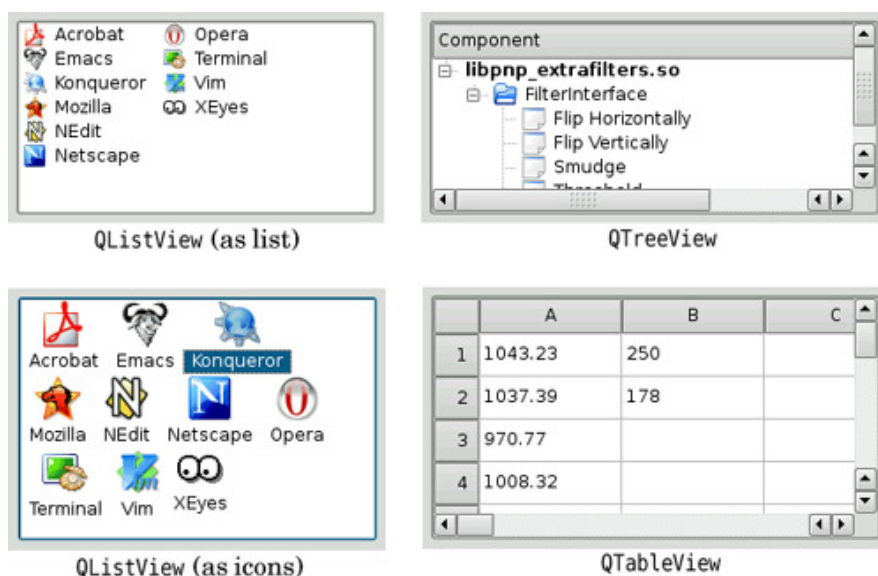 Acrobat Opera
Emacs Terminal
Konqueror Vim
Mozilla XEyes
NEdit
Netscape
QListView (as list)
Component
libpnp_extrafilters.so
FilterInterface
Flip Horizontally
Flip Vertically
Smudge
QTreeView
Acrobat Emacs Konqueror
Mozilla NEdit Netscape Opera
Terminal Vim XEyes
QListView (as icons)
A B C
1 1043.23 250
2 1037.39 178
3 970.77
4 1008.32
QTableView